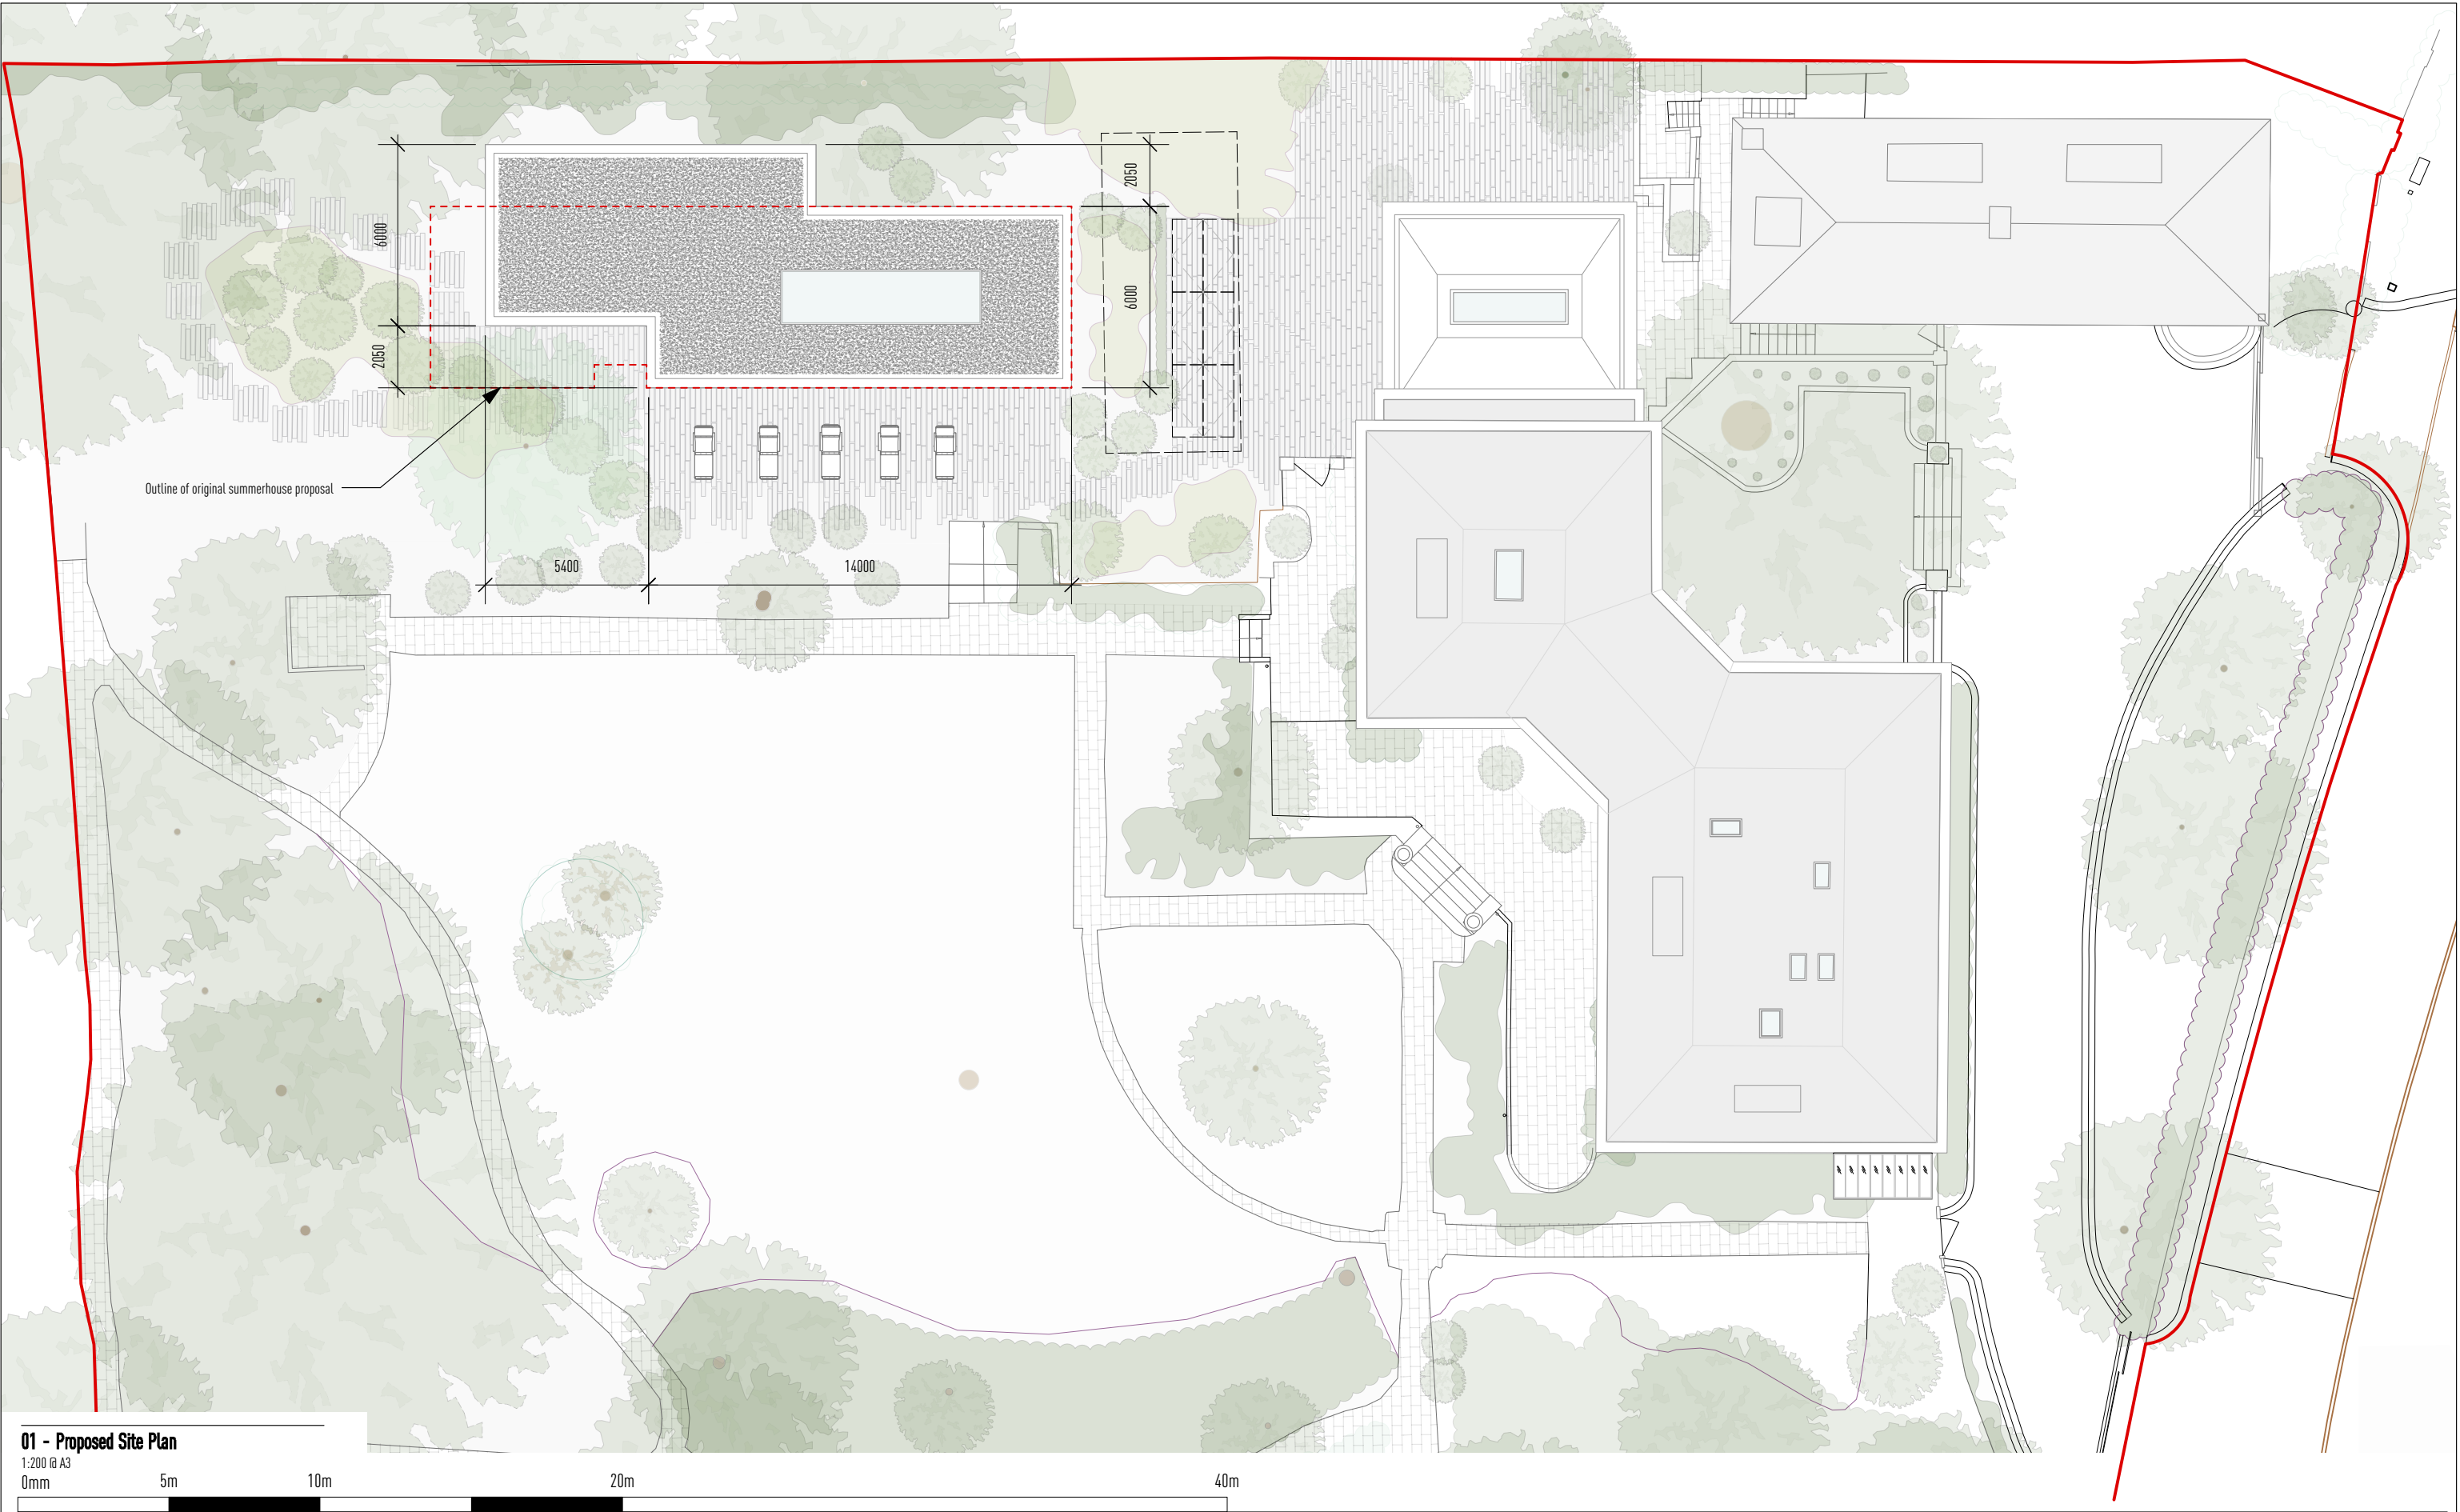 2050
6000
6000
2050
Outline of original summerhouse proposal
5400
14000
01 - Proposed Site Plan
1:200 @ A3
0mm
5m
10m
20m
40m